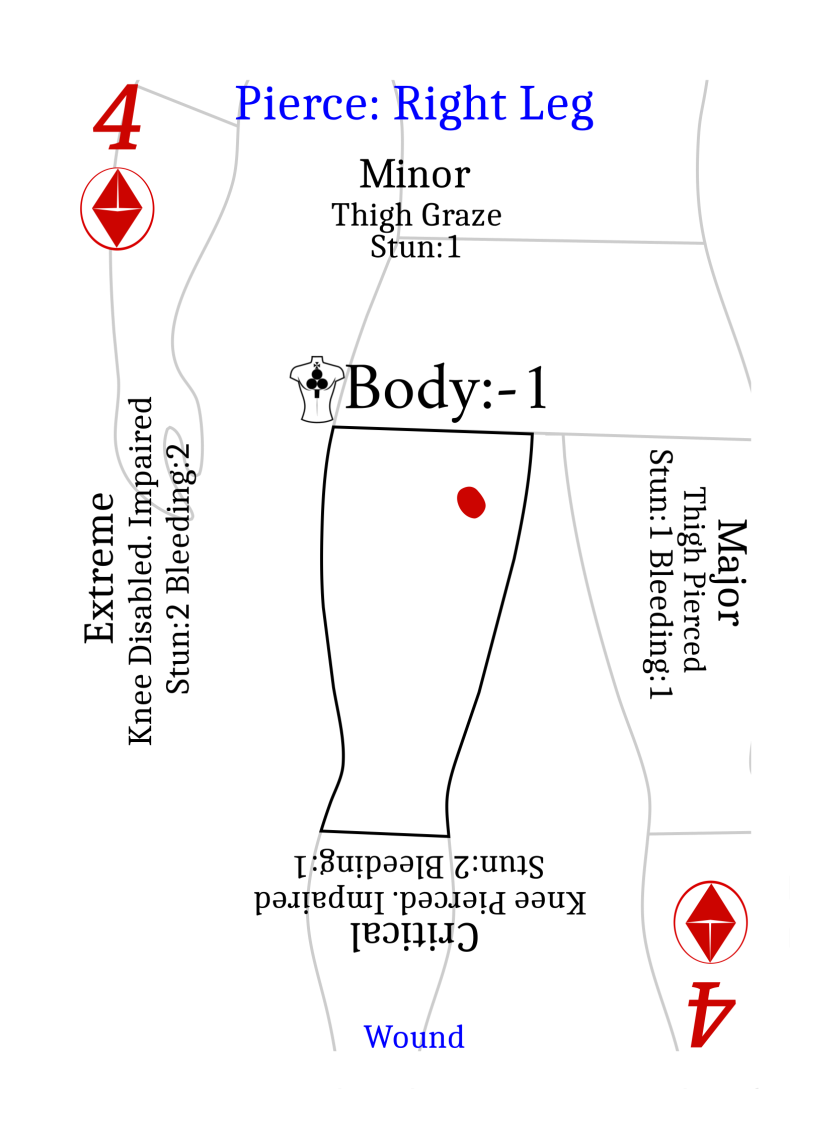 4
Pierce: Right Leg
Minor
Thigh Graze
Stun:1
Body:-1
Extreme
Knee Disabled. Impaired
Stun:2 Bleeding:2
Major
Thigh Pierced
Stun:1 Bleeding:1
Critical
Knee Pierced. Impaired
Stun:2 Bleeding:1
4
Wound